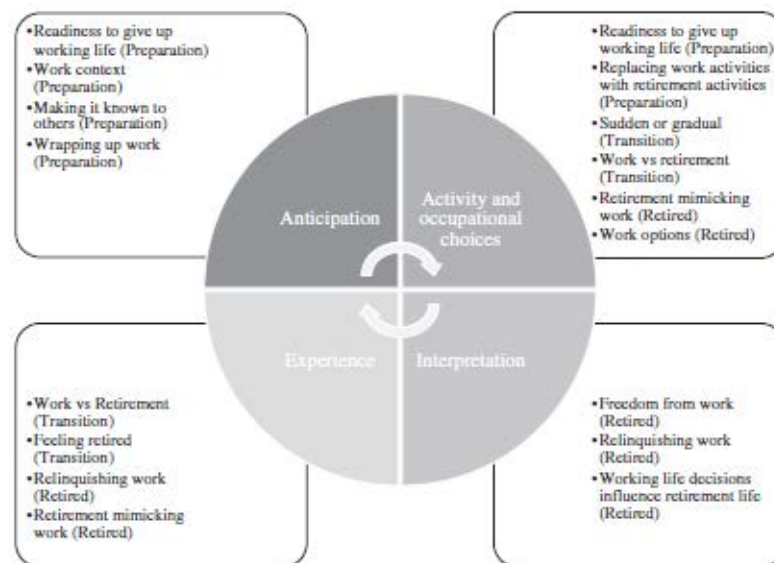 •Readiness to give up
working life (Preparation)
•Work context
(Preparation)
•Making it known to
others (Preparation)
•Wrapping up work
(Preparation)
•Readiness to give up
working life (Preparation)
•Replacing work activities
with retirement activities
(Preparation)
•Sudden or gradual
(Transition)
•Work vs retirement
(Transition)
•Retirement mimicking
work (Retired)
•Work options (Retired)
Anticipation
Activity and
occupational
choices
Experience
Interpretation
•Work vs Retirement
(Transition)
•Feeling retired
(Transition)
•Relinquishing work
(Retired)
•Retirement mimicking
work (Retired)
•Freedom from work
(Retired)
•Relinquishing work
(Retired)
•Working life decisions
influence retirement life
(Retired)